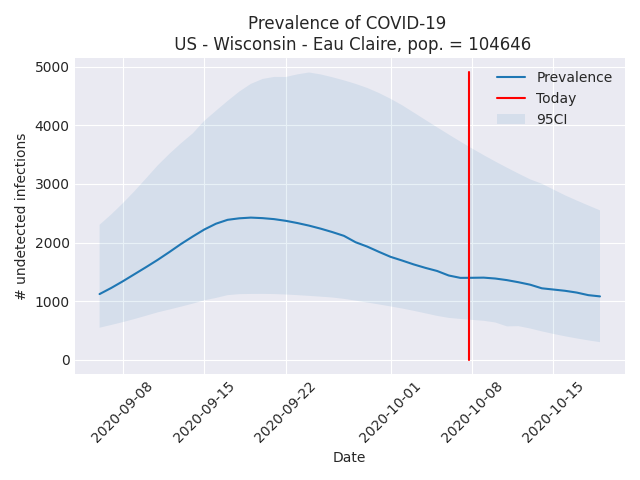 Prevalence of COVID-19
US - Wisconsin - Eau Claire, pop. = 104646
5000
4000
3000
2000
1000
0
# undetected infections
Prevalence
Today
95CI
2020-09-08
2020-09-15
2020-09-22
2020-10-01
2020-10-08
2020-10-15
Date